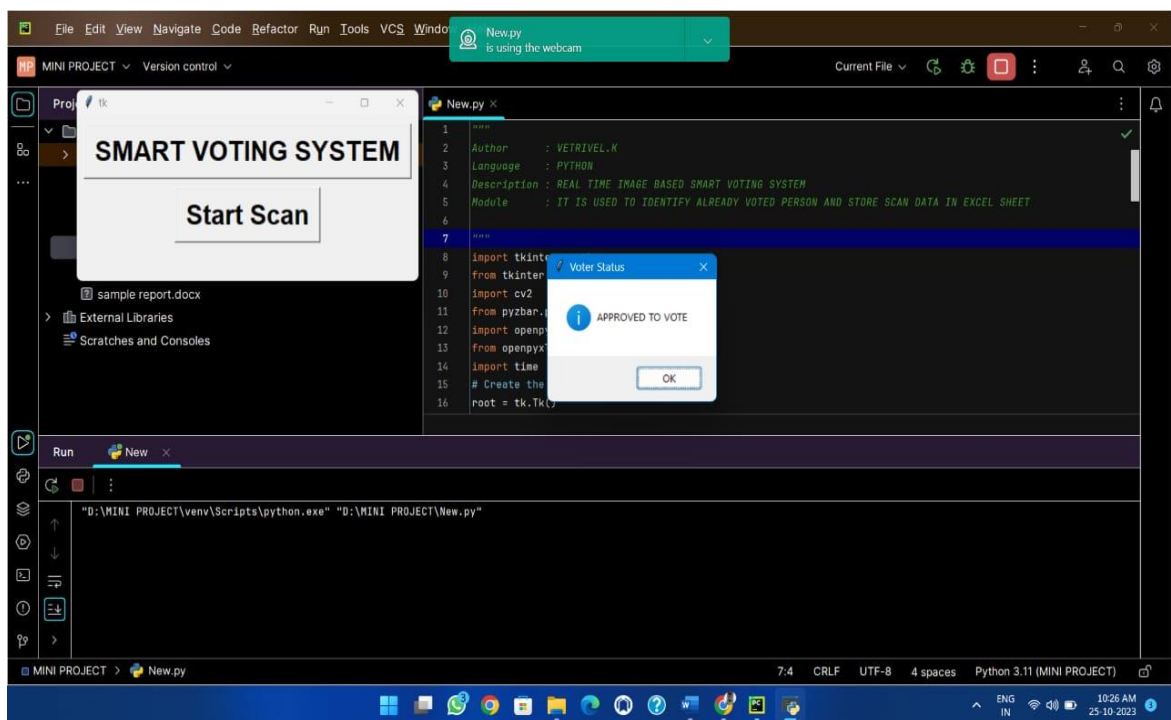 File Edit View Navigate Code Refactor Run Tools VCS Windo
New.py
is using the webcam
MP MINI PROJECT Version control
Current File
Proj
tk
SMART VOTING SYSTEM
Start Scan
sample report.docx
External Libraries
Scratches and Consoles
New.py
1 """
2 Author : VETRIVEL.K
3 Language : PYTHON
4 Description : REAL TIME IMAGE BASED SMART VOTING SYSTEM
5 Module : IT IS USED TO IDENTIFY ALREADY VOTED PERSON AND STORE SCAN DATA IN EXCEL SHEET
6
7 """
8 import tkinte
9 from tkinter
10 import cv2
11 from pyzbar.p
12 import openpy
13 from openpyx
14 import time
15 # Create the
16 root = tk.Tk()
Voter Status
APPROVED TO VOTE
OK
Run New
"D:\MINI PROJECT\venv\Scripts\python.exe" "D:\MINI PROJECT\New.py"
MINI PROJECT > New.py
7:4 CRLF UTF-8 4 spaces Python 3.11 (MINI PROJECT)
ENG
IN
10:26 AM
25-10-2023